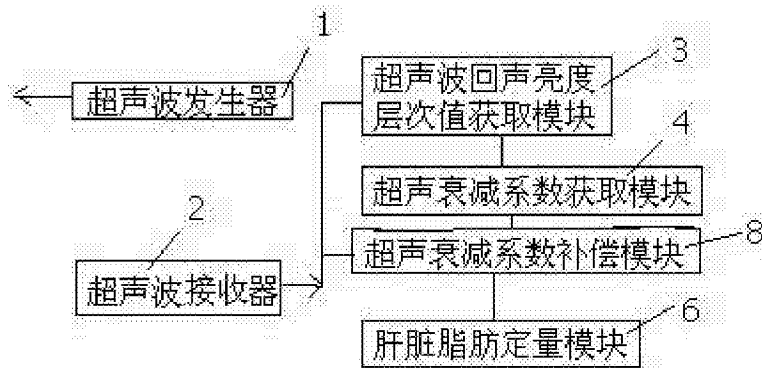 1
超声波发生器
3
超声波回声亮度
层次值获取模块
4
超声衰减系数获取模块
2
超声波接收器
8
超声衰减系数补偿模块
6
肝脏脂肪定量模块